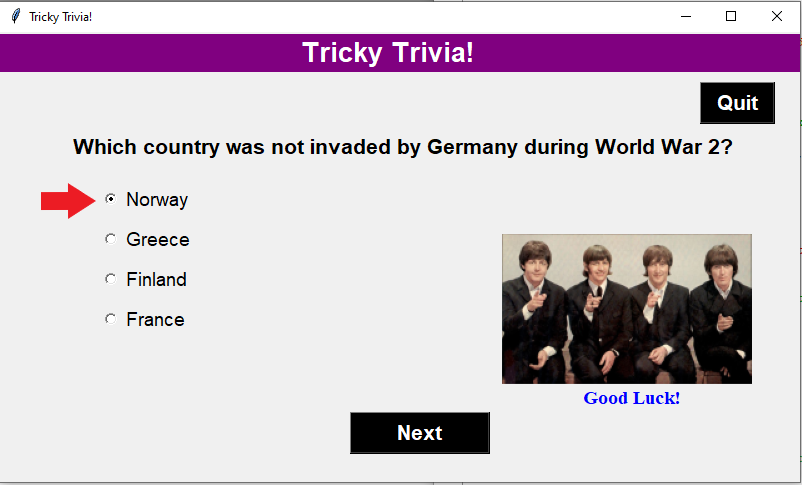 Tricky Trivia!
Tricky Trivia!
Quit
Which country was not invaded by Germany during World War 2?
Norway
Greece
Finland
France
Good Luck!
Next